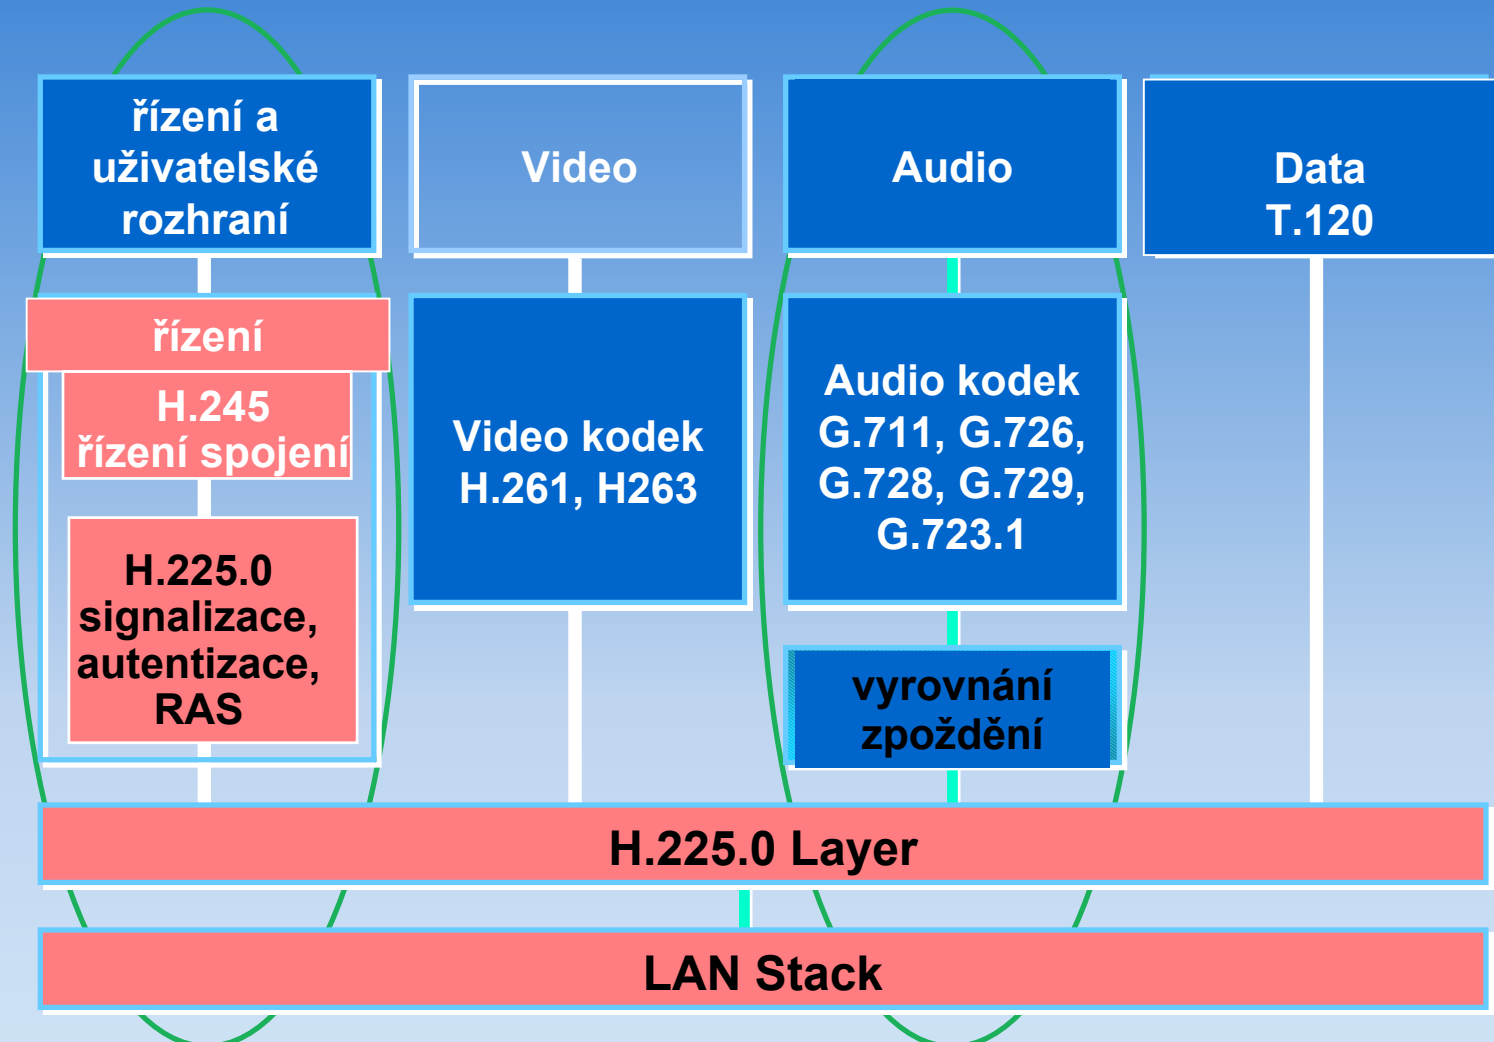 řízení a
uživatelské
rozhraní
Video
Audio
Data
T.120
řízení
H.245
řízení spojení
H.225.0
signalizace,
autentizace,
RAS
Video kodek
H.261, H263
Audio kodek
G.711, G.726,
G.728, G.729,
G.723.1
vyrovnání
zpoždění
H.225.0 Layer
LAN Stack